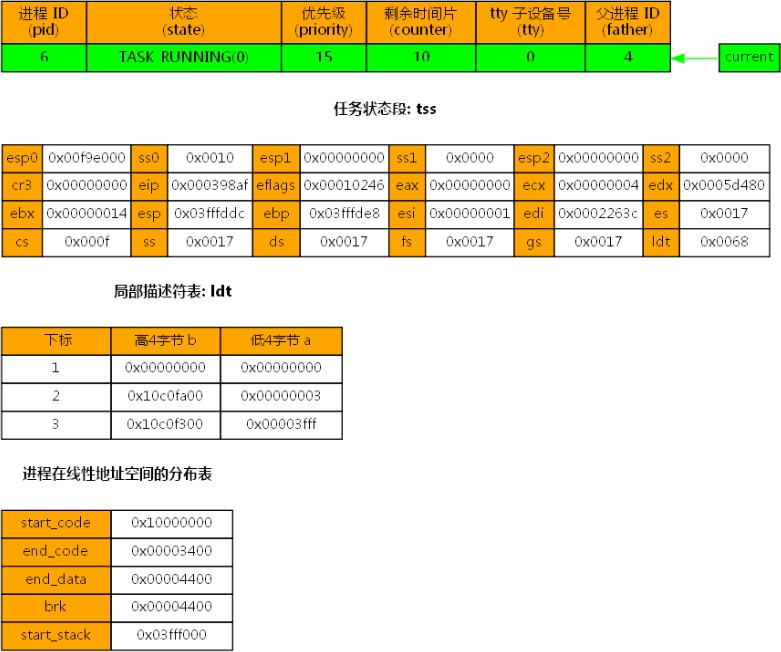 进程 ID 状态 优先级 剩余时间片 tty 子设备号 父进程 ID
(pid) (state) (priority) (counter) (tty) (father)
6 TASK RUNNING(0) 15 10 0 4 current
任务状态段: tss
esp0 0x00f9e000 ss0 0x0010 esp1 0x00000000 ss1 0x0000 esp2 0x00000000 ss2 0x0000
cr3 0x00000000 eip 0x000398af eflags 0x00010246 eax 0x00000000 ecx 0x00000004 edx 0x0005d480
ebx 0x00000014 esp 0x03fffddc ebp 0x03fffde8 esi 0x00000001 edi 0x0002263c es 0x0017
cs 0x000f ss 0x0017 ds 0x0017 fs 0x0017 gs 0x0017 ldt 0x0068
局部描述符表: ldt
下标 高4字节 b 低4字节 a
1 0x00000000 0x00000000
2 0x10c0fa00 0x00000003
3 0x10c0f300 0x00003fff
进程在线性地址空间的分布表
start_code 0x10000000
end_code 0x00003400
end_data 0x00004400
brk 0x00004400
start_stack 0x03fff000